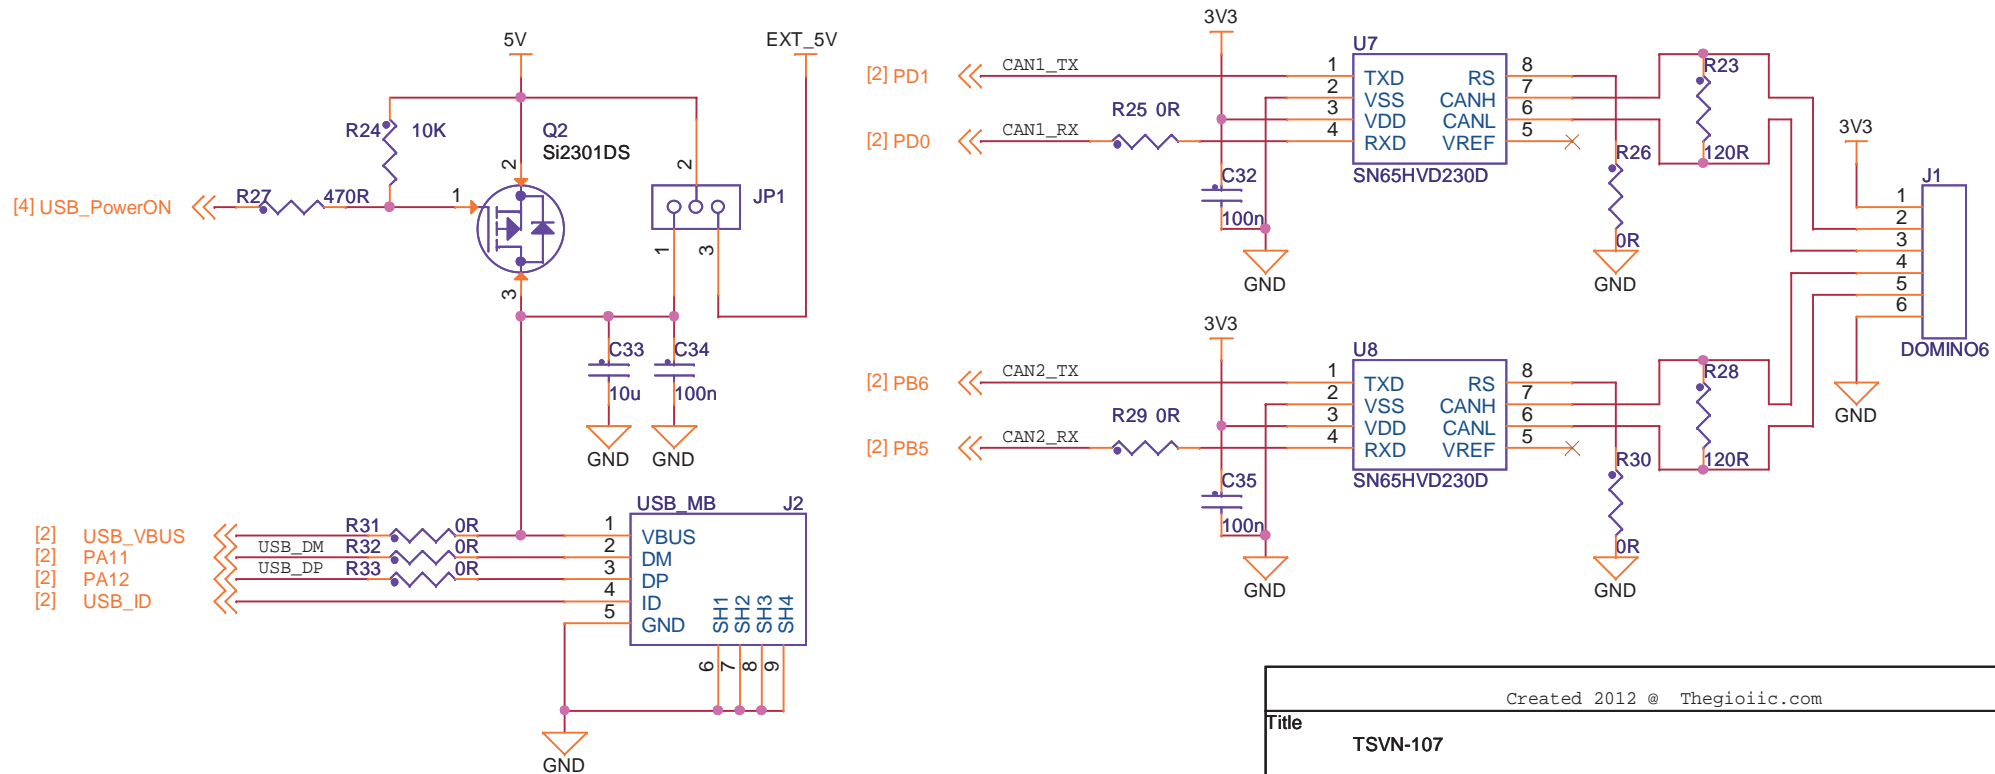 5V
EXT_5V
R24 10K
Q2
Si2301DS
2
2
JP1
[4] USB_PowerON
R27 470R
1
1
3
3
C33
10u
C34
100n
GND
GND
USB_MB
J2
[2] USB_VBUS
R31 0R
1 VBUS
[2] PA11
USB_DM R32 0R
2 DM
[2] PA12
USB_DP R33 0R
3 DP
[2] USB_ID
4 ID
5 GND
SH1
SH2
SH3
SH4
6
7
8
9
GND
3V3
U7
[2] PD1
CAN1_TX
1 TXD RS 8
2 VSS CANH 7
3 VDD CANL 6
4 RXD VREF 5
SN65HVD230D
R25 0R
[2] PD0
CAN1_RX
C32
100n
GND
R26
0R
GND
R23
120R
3V3
J1
1
2
3
4
5
6
DOMINO6
GND
3V3
U8
[2] PB6
CAN2_TX
1 TXD RS 8
2 VSS CANH 7
3 VDD CANL 6
4 RXD VREF 5
SN65HVD230D
R29 0R
[2] PB5
CAN2_RX
C35
100n
GND
R30
0R
GND
R28
120R
Created 2012 @ Thegioiic.com
Title
TSVN-107